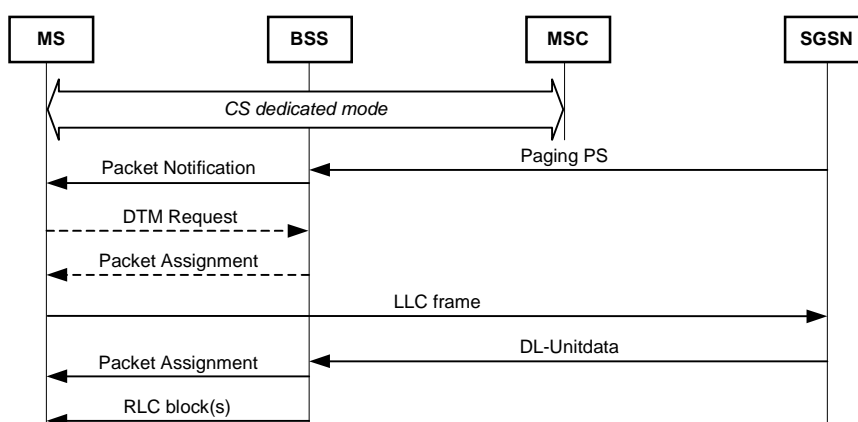 MS
BSS
MSC
SGSN
CS dedicated mode
Paging PS
Packet Notification
DTM Request
Packet Assignment
LLC frame
DL-Unitdata
Packet Assignment
RLC block(s)